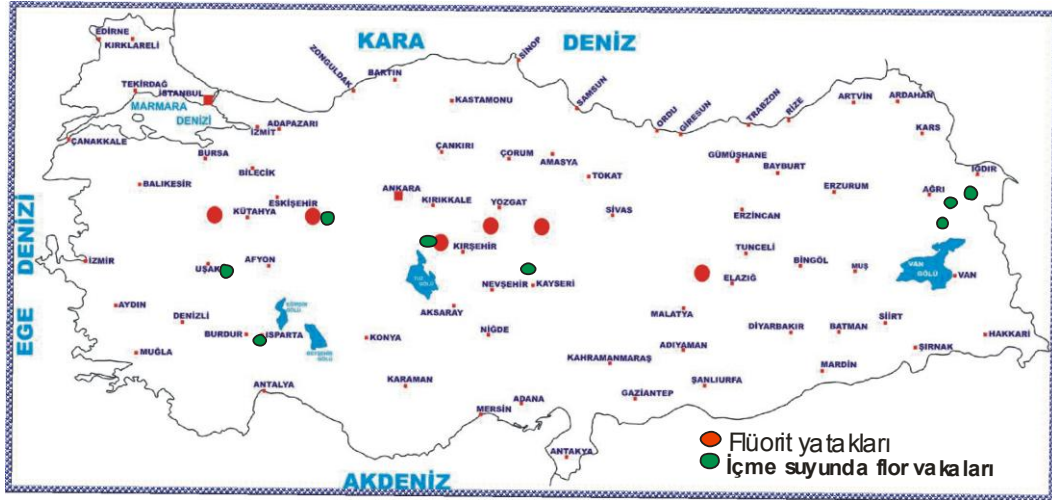 KARA DENİZ
EDİRNE
KIRKLARELİ
TEKİRDAĞ
İSTANBUL
MARMARA
DENİZİ
ÇANAKKALE
İZMİT
ADAPAZARI
ZONGULDAK
BARTIN
KASTAMONU
SİNOP
SAMSUN
ORDU
GİRESUN
TRABZON
RİZE
ARTVİN
ARDAHAN
KARS
IĞDIR
BURSA
BİLECİK
ÇANKIRI
ÇORUM
AMASYA
TOKAT
GÜMÜŞHANE
BAYBURT
ERZURUM
AĞRI
BALIKESİR
ESKİŞEHİR
KÜTAHYA
ANKARA
KIRIKKALE
YOZGAT
SİVAS
ERZİNCAN
EGE DENİZİ
İZMİR
UŞAK
AFYON
KIRŞEHİR
NEVŞEHİR
KAYSERİ
TUNCELİ
ELAZIĞ
BİNGÖL
MUŞ
VAN
GÖLÜ
VAN
AYDIN
DENİZLİ
BURDUR
ISPARTA
BEYŞEHİR
GÖLÜ
AKSARAY
KONYA
NİĞDE
MALATYA
DİYARBAKIR
BATMAN
SİİRT
HAKKARİ
ŞIRNAK
MUĞLA
ANTALYA
KARAMAN
KAHRAMANMARAŞ
ADIYAMAN
MARDİN
ŞANLIURFA
GAZİANTEP
ADANA
MERSİN
ANTAKYA
AKDENİZ
Flüorit yatakları
İçme suyunda flor vakaları